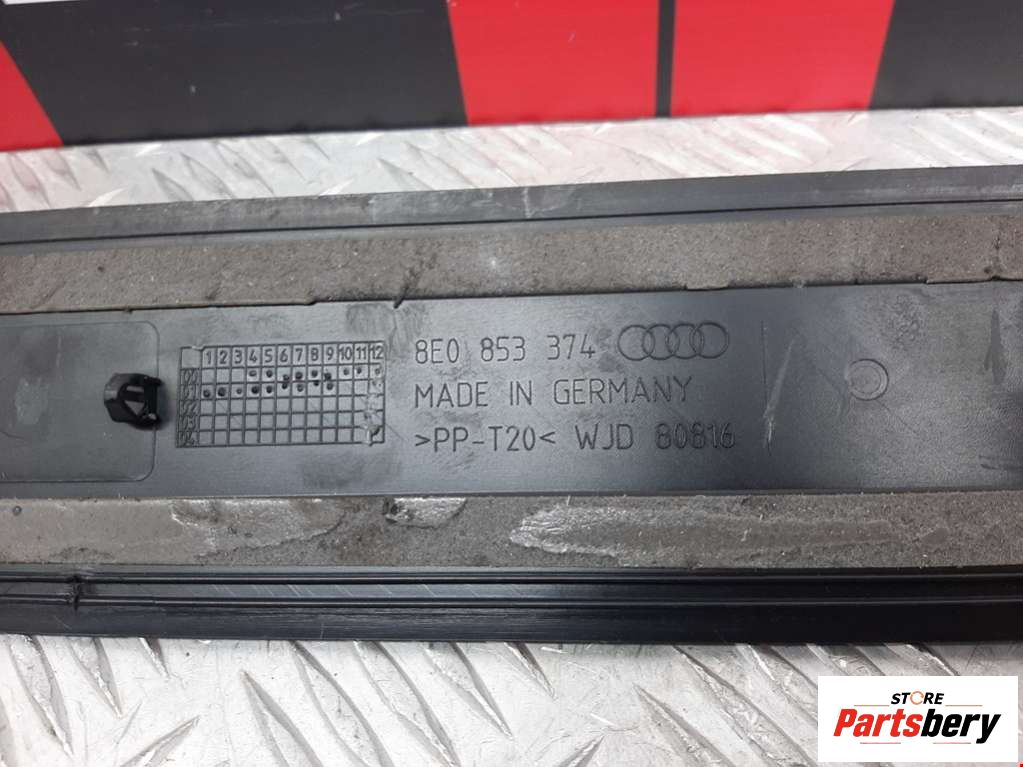 1 2 3 4 5 6 7 8 9 10 11 12
8E0 853 374
MADE IN GERMANY
>PP-T20< WJD 80816
STORE
Partsbery